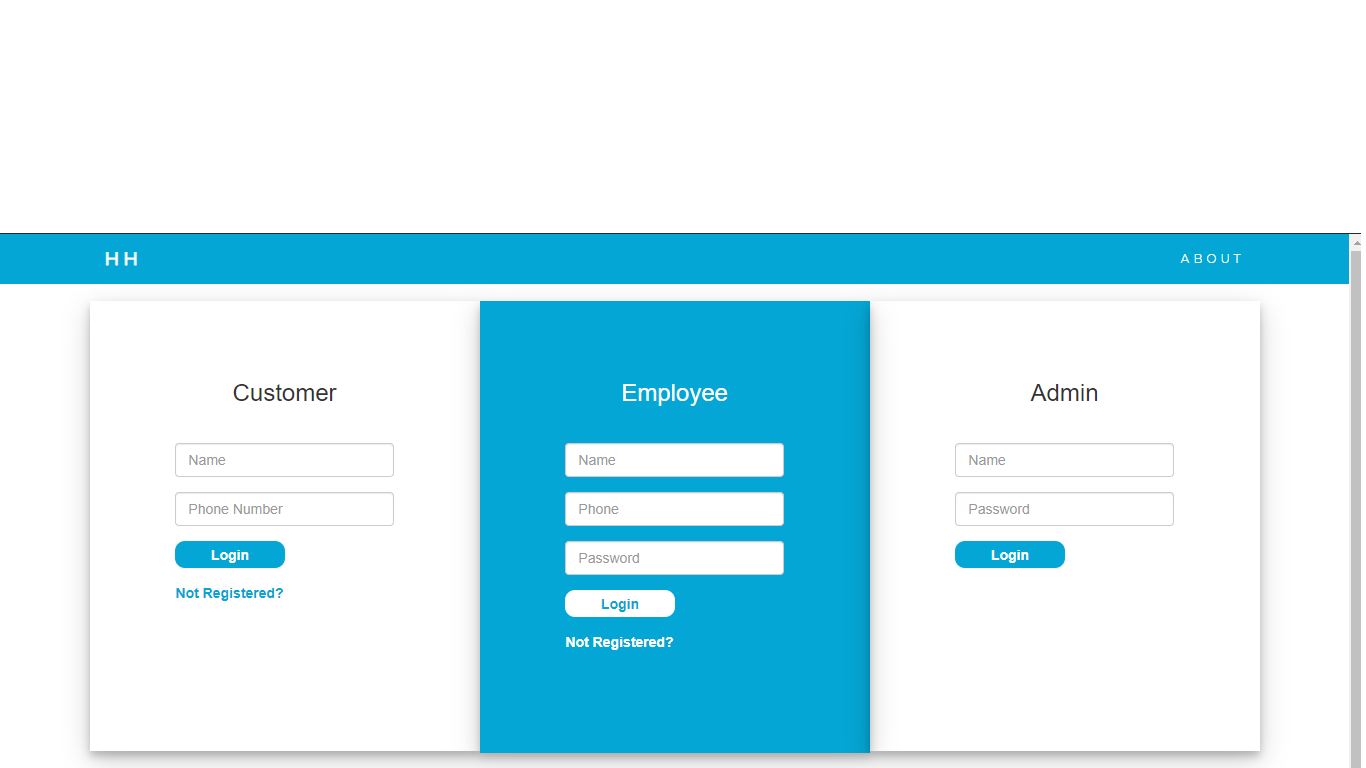 HH
ABOUT
Customer
Name
Phone Number
Login
Not Registered?
Employee
Name
Phone
Password
Login
Not Registered?
Admin
Name
Password
Login